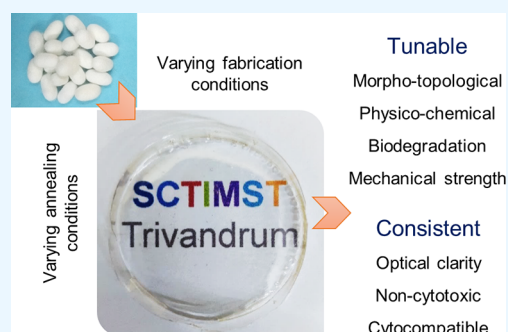 Varying fabrication
conditions
Varying annealing
conditions
SCTIMST
Trivandrum
Tunable
Morpho-topological
Physico-chemical
Biodegradation
Mechanical strength
Consistent
Optical clarity
Non-cytotoxic
Cytocompatible